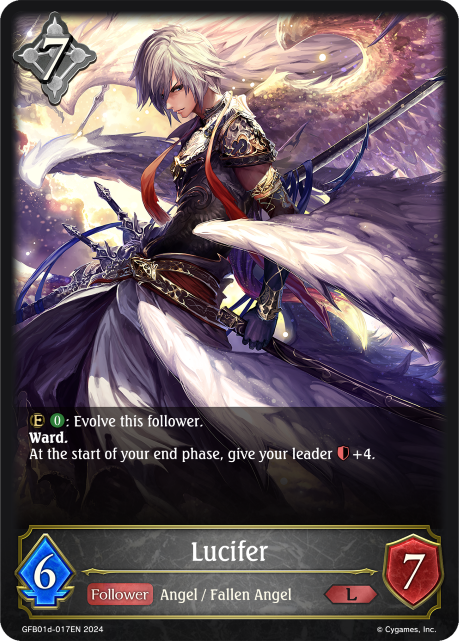 7
E 0: Evolve this follower.
Ward.
At the start of your end phase, give your leader +4.
Lucifer
6
Follower Angel / Fallen Angel L
7
GFB01d-017EN 2024 © Cygames, Inc.